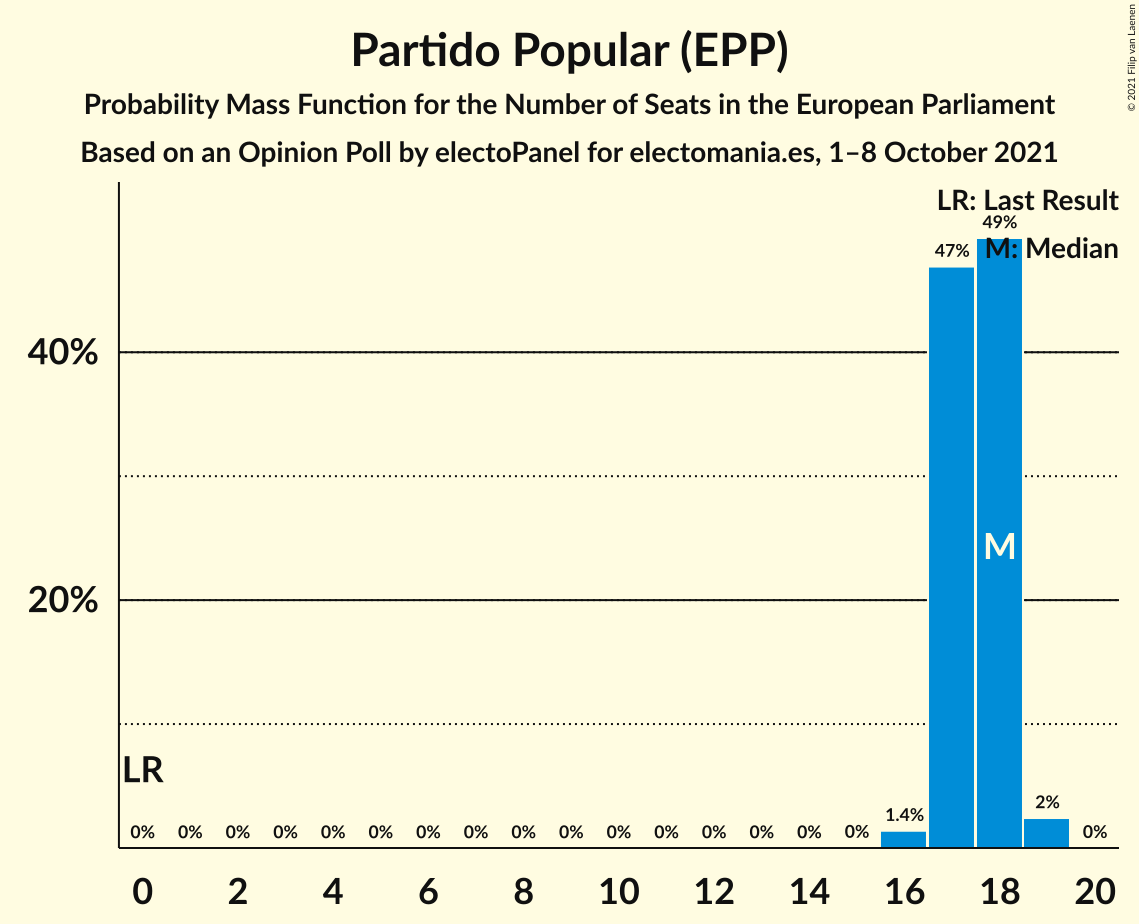 Partido Popular (EPP)
Probability Mass Function for the Number of Seats in the European Parliament
Based on an Opinion Poll by electoPanel for electomania.es, 1–8 October 2021
© 2021 Filip van Laenen
LR: Last Result
M: Median
49%
47%
40%
20%
M
LR
0% 0% 0% 0% 0% 0% 0% 0% 0% 0% 0% 0% 0% 0% 0% 0% 1.4% 2% 0%
0 2 4 6 8 10 12 14 16 18 20